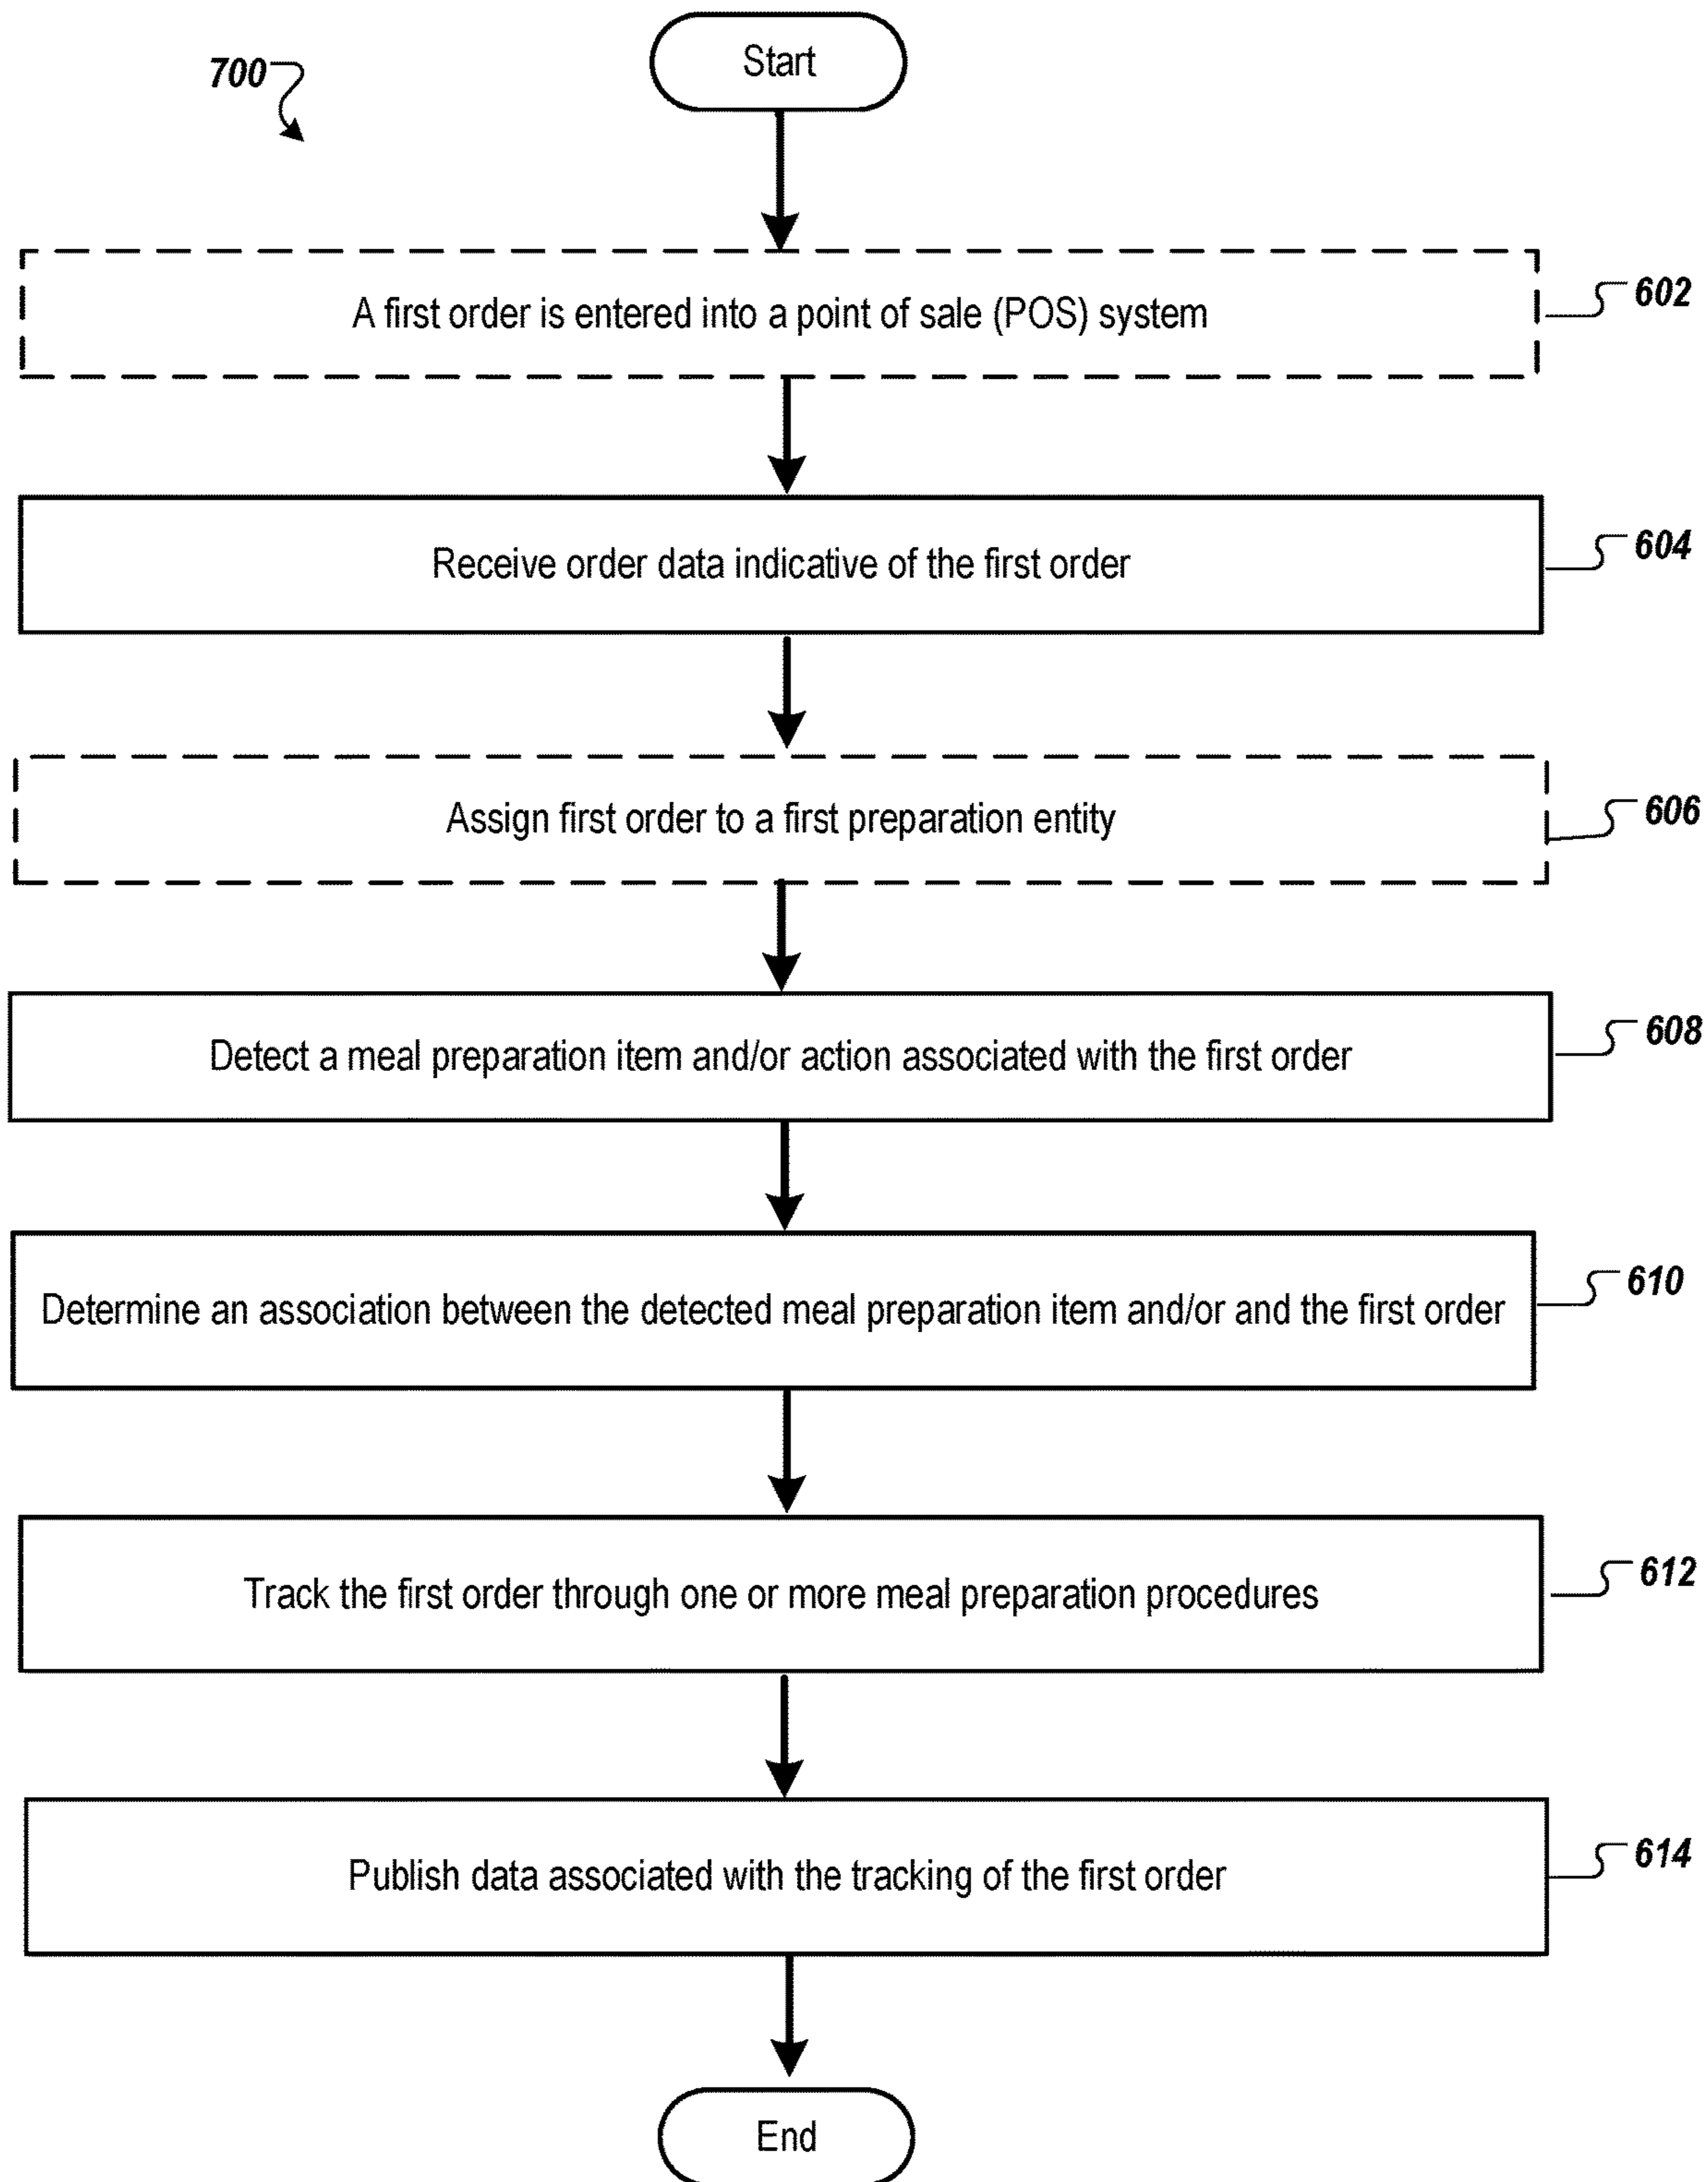 Start
700
A first order is entered into a point of sale (POS) system
602
Receive order data indicative of the first order
604
Assign first order to a first preparation entity
606
Detect a meal preparation item and/or action associated with the first order
608
Determine an association between the detected meal preparation item and/or and the first order
610
Track the first order through one or more meal preparation procedures
612
Publish data associated with the tracking of the first order
614
End